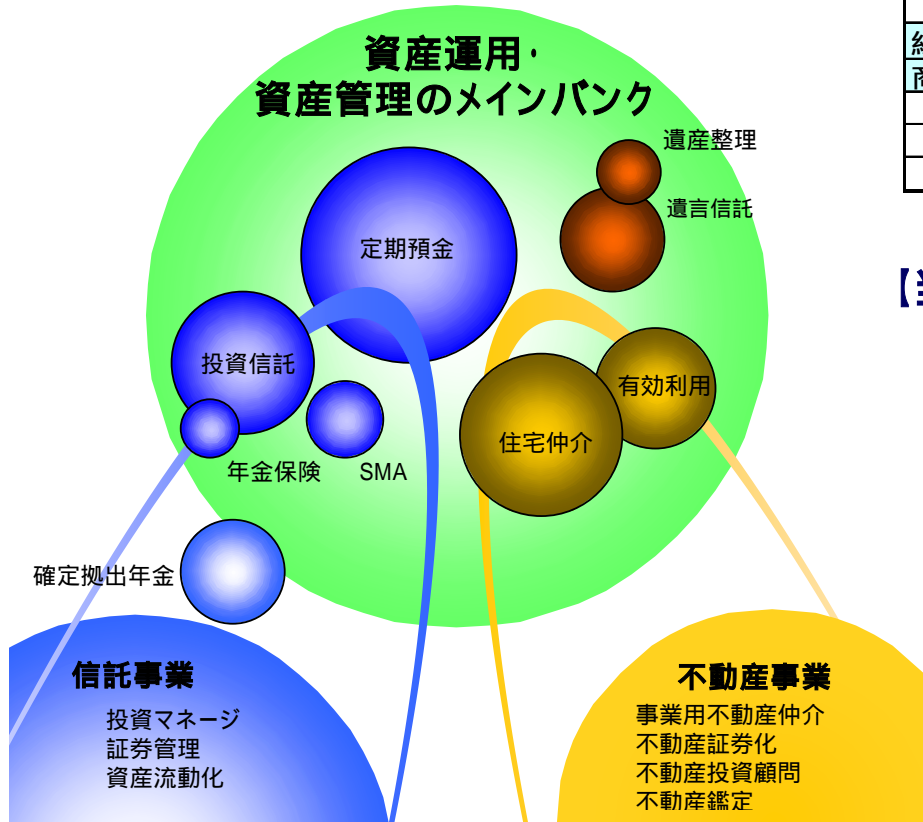 資産運用・
資産管理のメインバンク
遺産整理
遺言信託
定期預金
投資信託
有効利用
住宅仲介
年金保険
SMA
確定拠出年金
信託事業
投資マネージ
証券管理
資産流動化
不動産事業
事業用不動産仲介
不動産証券化
不動産投資顧問
不動産鑑定